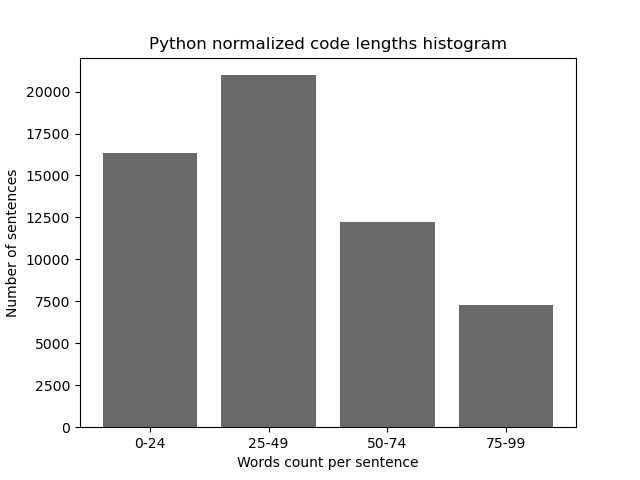 Python normalized code lengths histogram
20000
17500
15000
12500
10000
7500
5000
2500
0
Number of sentences
0-24 25-49 50-74 75-99
Words count per sentence